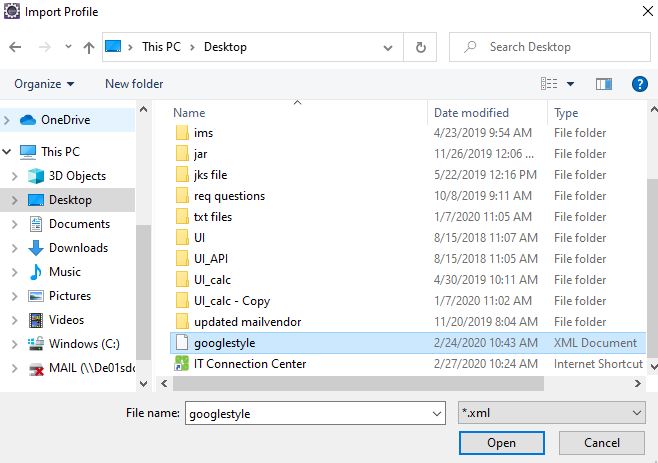 Import Profile
This PC > Desktop
Search Desktop
Organize
New folder
Name Date modified Type
OneDrive
This PC
3D Objects
Desktop
Documents
Downloads
Music
Pictures
Videos
Windows (C:)
MAIL (\\De01sdc
ims 4/23/2019 9:54 AM File folder
jar 11/26/2019 12:06 ... File folder
jks file 5/22/2019 12:16 PM File folder
req questions 10/8/2019 9:11 AM File folder
txt files 1/7/2020 11:05 AM File folder
UI 8/15/2018 11:07 AM File folder
UI_API 8/15/2018 11:05 AM File folder
UI_calc 4/30/2019 10:11 AM File folder
UI_calc - Copy 1/7/2020 11:02 AM File folder
updated mailvendor 11/20/2019 8:04 AM File folder
googlestyle 2/24/2020 10:43 AM XML Document
IT Connection Center 2/27/2020 10:24 AM Internet Shortcut
File name: googlestyle
*.xml
Open
Cancel